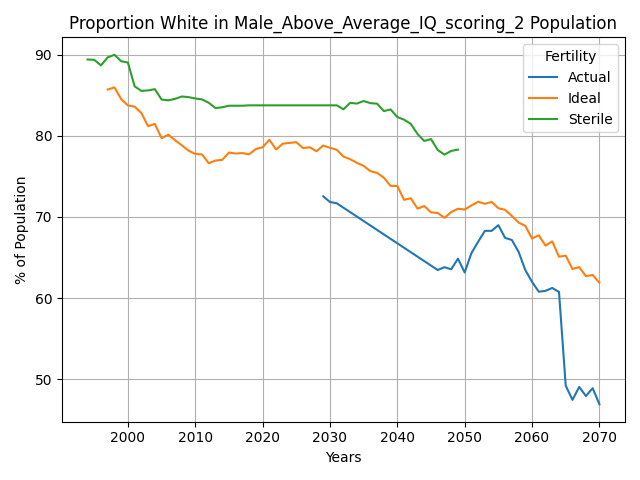 Proportion White in Male_Above_Average_IQ_scoring_2 Population
Fertility
Actual
Ideal
Sterile
% of Population
90
80
70
60
50
2000
2010
2020
2030
2040
2050
2060
2070
Years